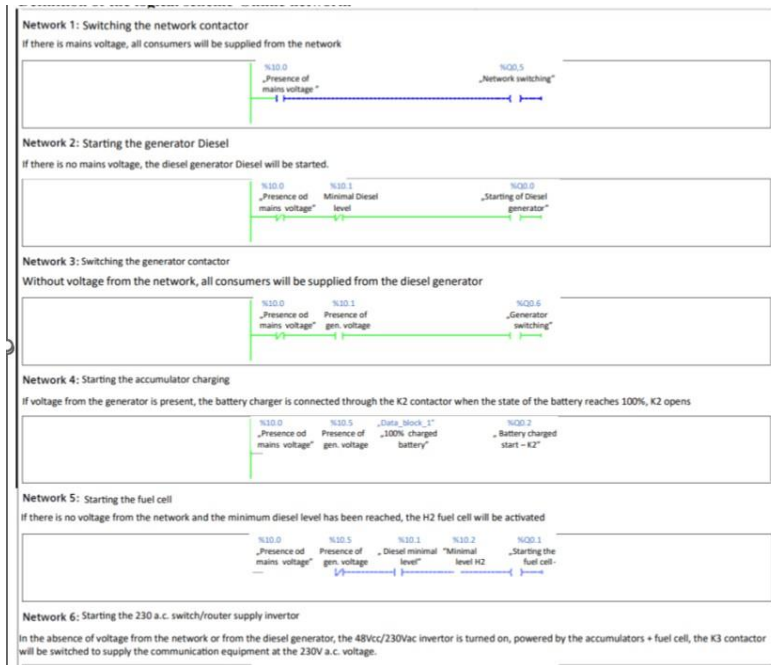 Network 1: Switching the network contactor
If there is mains voltage, all consumers will be supplied from the network
%10.0 %Q0,5
„Presence of „Network switching"
mains voltage "
Network 2: Starting the generator Diesel
If there is no mains voltage, the diesel generator Diesel will be started.
%10.0 %10.1 %Q0.0
„Presence od Minimal Diesel „Starting of Diesel
mains voltage" level generator"
Network 3: Switching the generator contactor
Without voltage from the network, all consumers will be supplied from the diesel generator
%10.0 %10.1 %Q0.6
„Presence od Presence of „Generator
mains voltage" gen. voltage switching"
Network 4: Starting the accumulator charging
If voltage from the generator is present, the battery charger is connected through the K2 contactor when the state of the battery reaches 100%, K2 opens
%10.0 %10.5 „Data_block_1" %Q0.2
„Presence od Presence of „100% charged „ Battery charged
mains voltage" gen. voltage battery" start – K2"
Network 5: Starting the fuel cell
If there is no voltage from the network and the minimum diesel level has been reached, the H2 fuel cell will be activated
%10.0 %10.5 %10.1 %10.2 %Q0.1
„Presence od Presence of „ Diesel minimal "Minimal „Starting the
mains voltage" gen. voltage level" level H2 fuel cell-
Network 6: Starting the 230 a.c. switch/router supply invertor
In the absence of voltage from the network or from the diesel generator, the 48Vcc/230Vac invertor is turned on, powered by the accumulators + fuel cell, the K3 contactor
will be switched to supply the communication equipment at the 230V a.c. voltage.